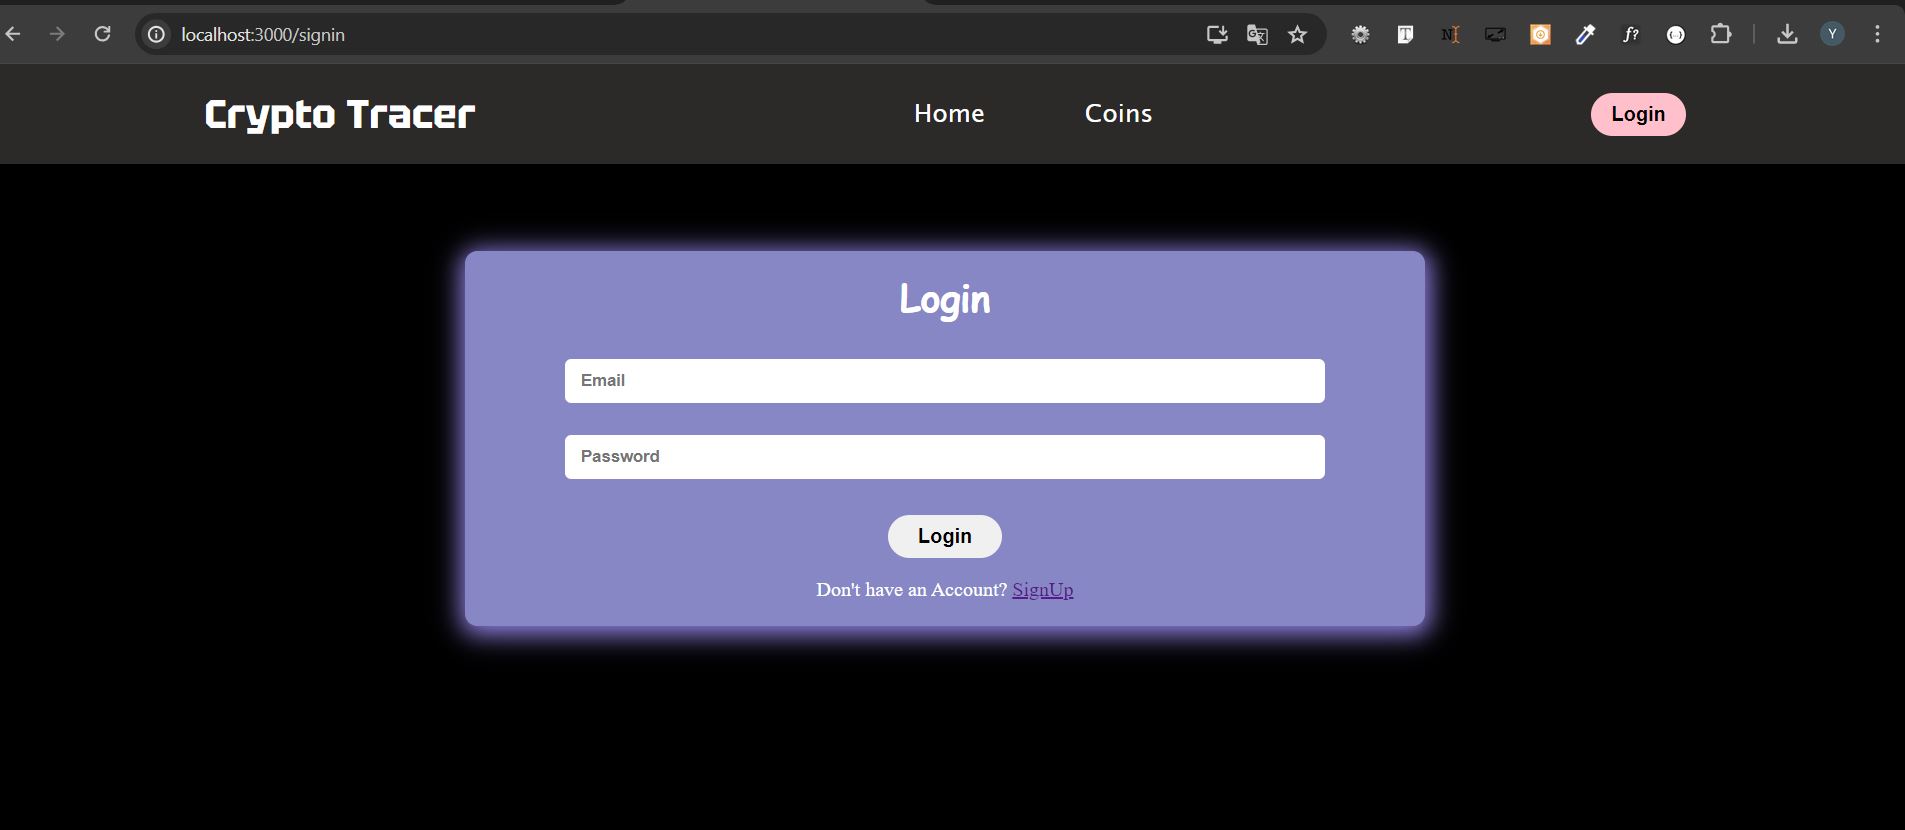 localhost:3000/signin
Y
Crypto Tracer
Home
Coins
Login
Login
Email
Password
Login
Don't have an Account? SignUp